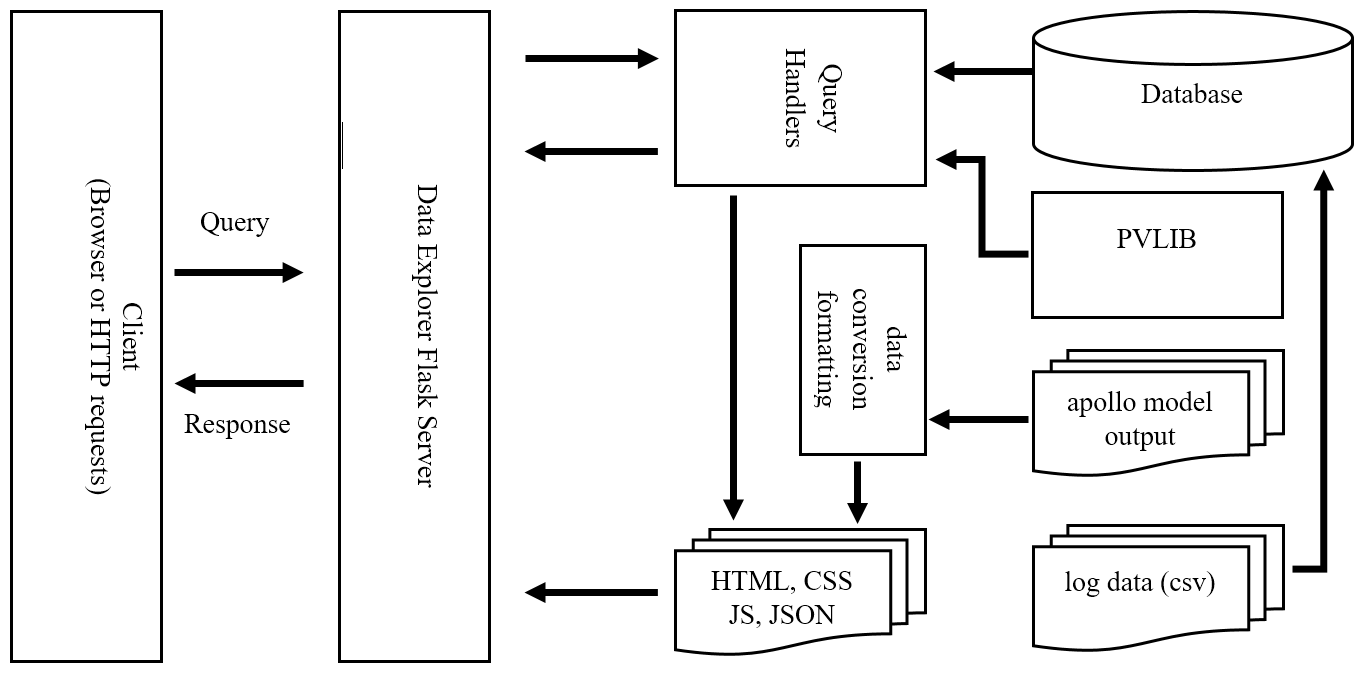 Client
(Browser or HTTP requests)
Query
Response
Data Explorer Flask Server
Query
Handlers
Database
PVLIB
data
conversion
formatting
apollo model
output
HTML, CSS
JS, JSON
log data (csv)